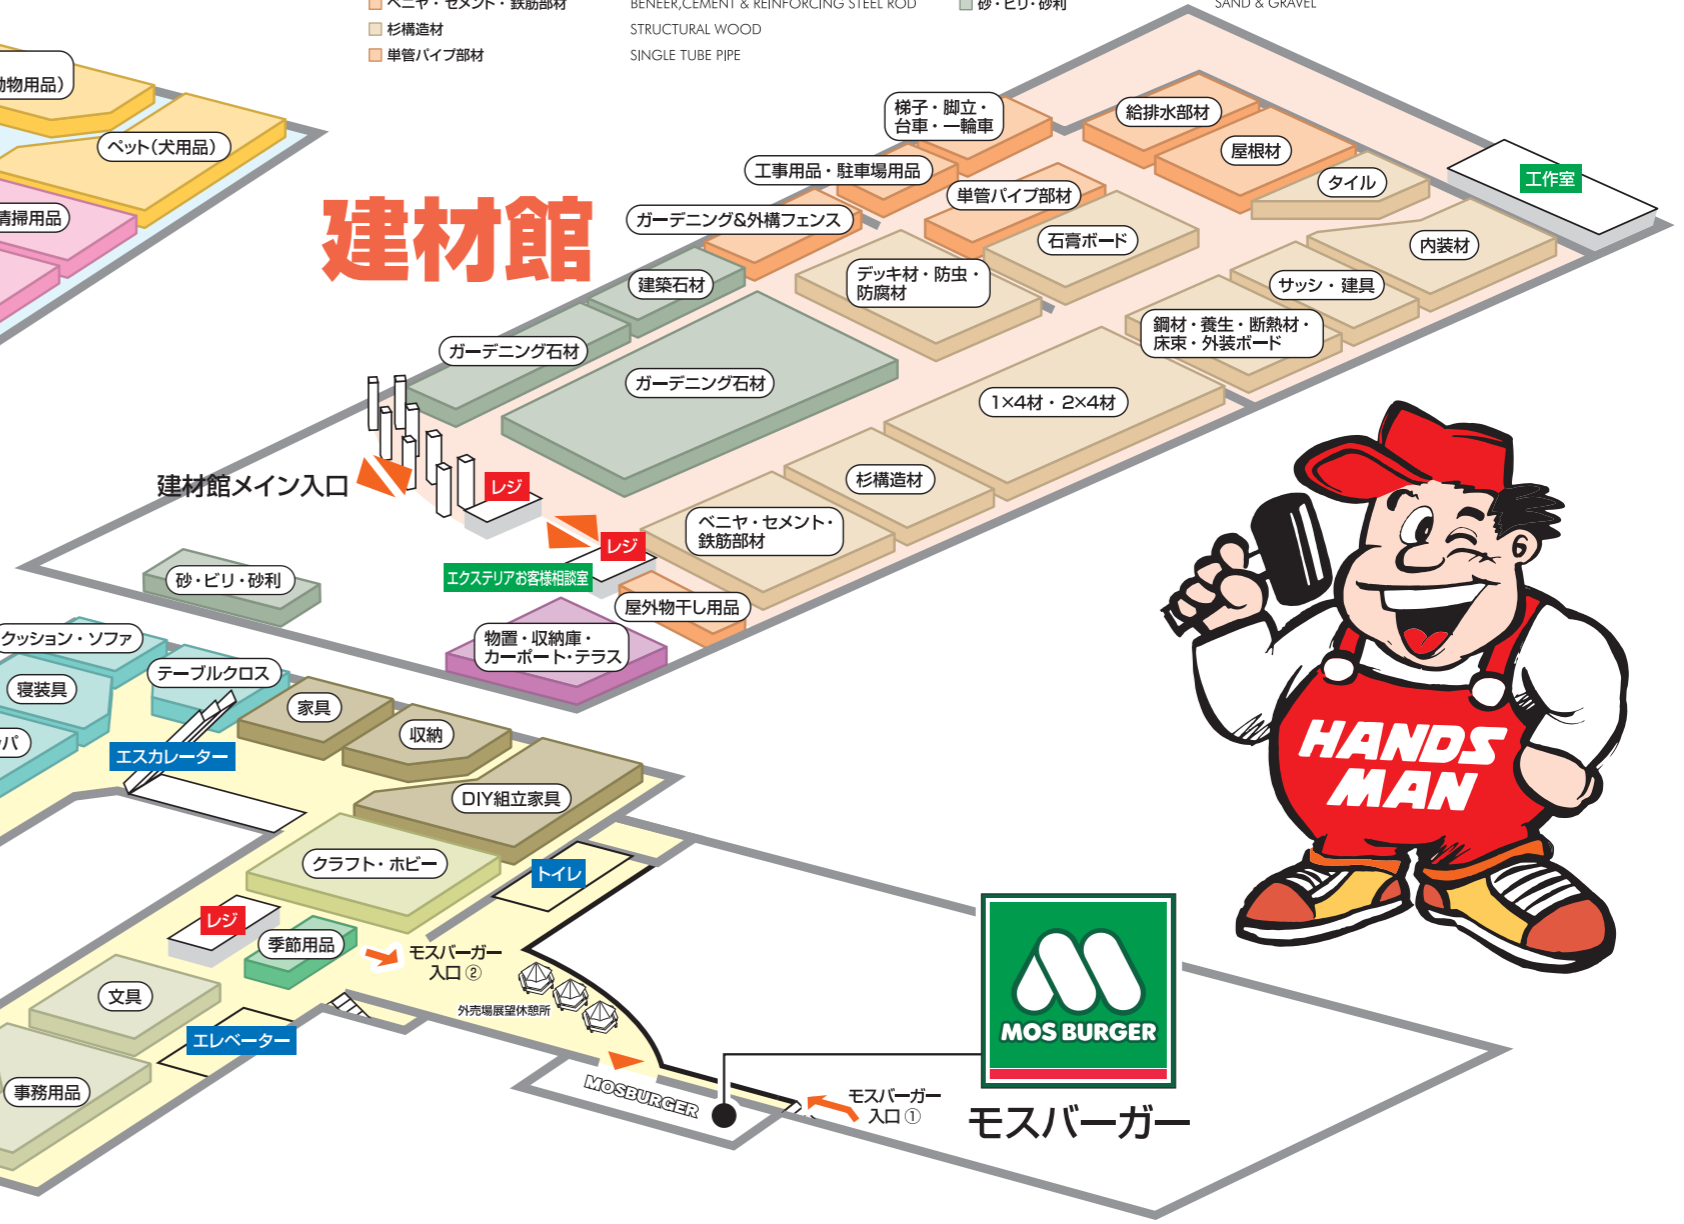 ベニヤ・セメント・鉄筋部材
BENEER,CEMENT & REINFORCING STEEL ROD
砂・ビリ・砂利
SAND & GRAVEL
杉構造材
STRUCTURAL WOOD
単管パイプ部材
SINGLE TUBE PIPE
動物用品）
ペット（犬用品）
清掃用品
建材館
梯子・脚立・
台車・一輪車
給排水部材
屋根材
工事用品・駐車場用品
単管パイプ部材
タイル
工作室
ガーデニング&外構フェンス
石膏ボード
内装材
建築石材
デッキ材・防虫・
防腐材
サッシ・建具
ガーデニング石材
鋼材・養生・断熱材・
床束・外装ボード
ガーデニング石材
1×4材・2×4材
建材館メイン入口
レジ
杉構造材
ベニヤ・セメント・
鉄筋部材
レジ
エクステリアお客様相談室
砂・ビリ・砂利
屋外物干し用品
物置・収納庫・
カーポート・テラス
クッション・ソファ
テーブルクロス
寝装具
パ
家具
収納
エスカレーター
DIY組立家具
クラフト・ホビー
トイレ
レジ
季節用品
モスバーガー
入口②
文具
外売場展望休憩所
エレベーター
事務用品
MOSBURGER
モスバーガー
入口①
MOS BURGER
モスバーガー
HANDS
MAN